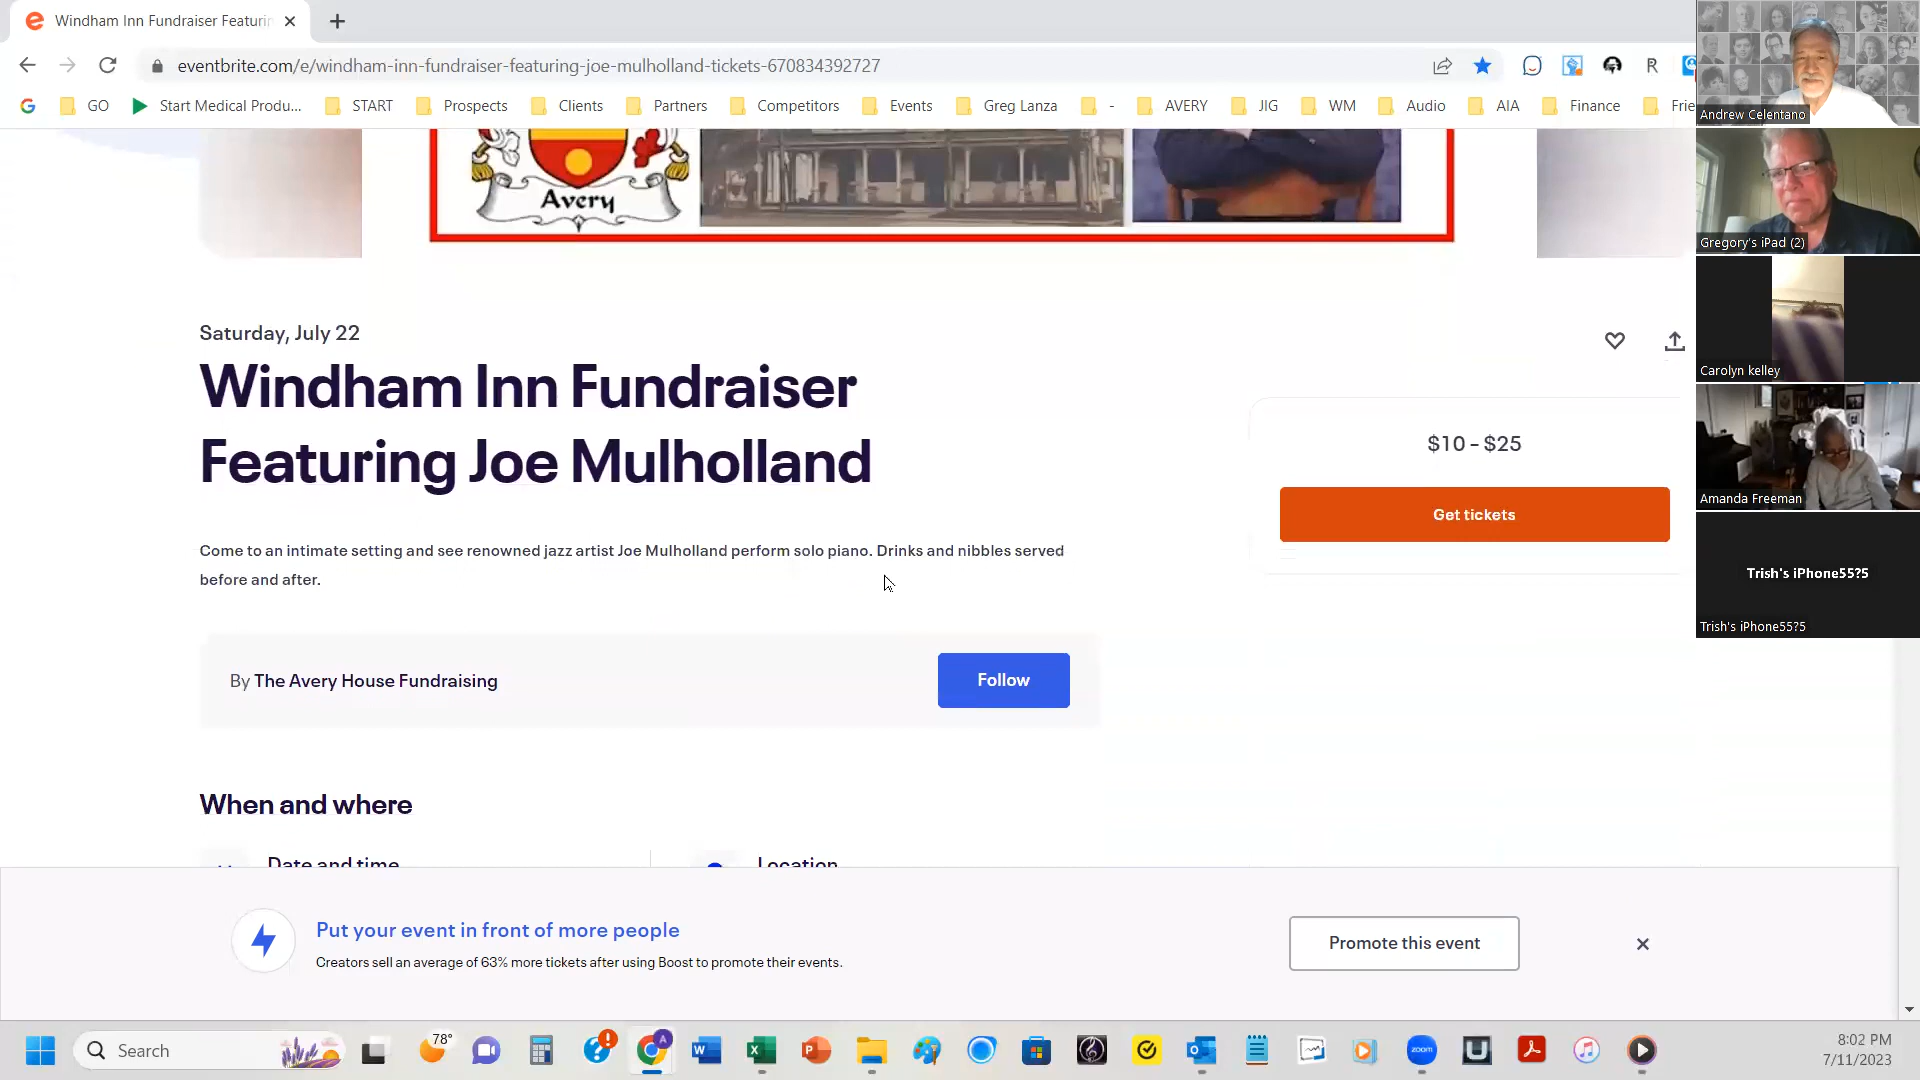 Windham Inn Fundraiser Featurin
eventbrite.com/e/windham-inn-fundraiser-featuring-joe-mulholland-tickets-670834392727
GO
Start Medical Produ...
START
Prospects
Clients
Partners
Competitors
Events
Greg Lanza
-
AVERY
JIG
WM
Audio
AIA
Finance
Frie
Andrew Celentano
Gregory's iPad (2)
Carolyn kelley
Amanda Freeman
Trish's iPhone55?5
Trish's iPhone55?5
Avery
Saturday, July 22
Windham Inn Fundraiser
Featuring Joe Mulholland
$10 – $25
Get tickets
Come to an intimate setting and see renowned jazz artist Joe Mulholland perform solo piano. Drinks and nibbles served
before and after.
By The Avery House Fundraising
Follow
When and where
Date and time
Location
Put your event in front of more people
Creators sell an average of 63% more tickets after using Boost to promote their events.
Promote this event
78°
Search
zoom
8:02 PM
7/11/2023